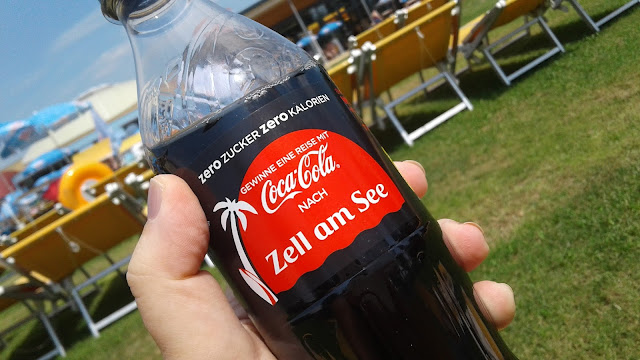 zero ZUCKER zero KALORIEN
GEWINNE EINE REISE MIT
Coca-Cola®
NACH
Zell am See